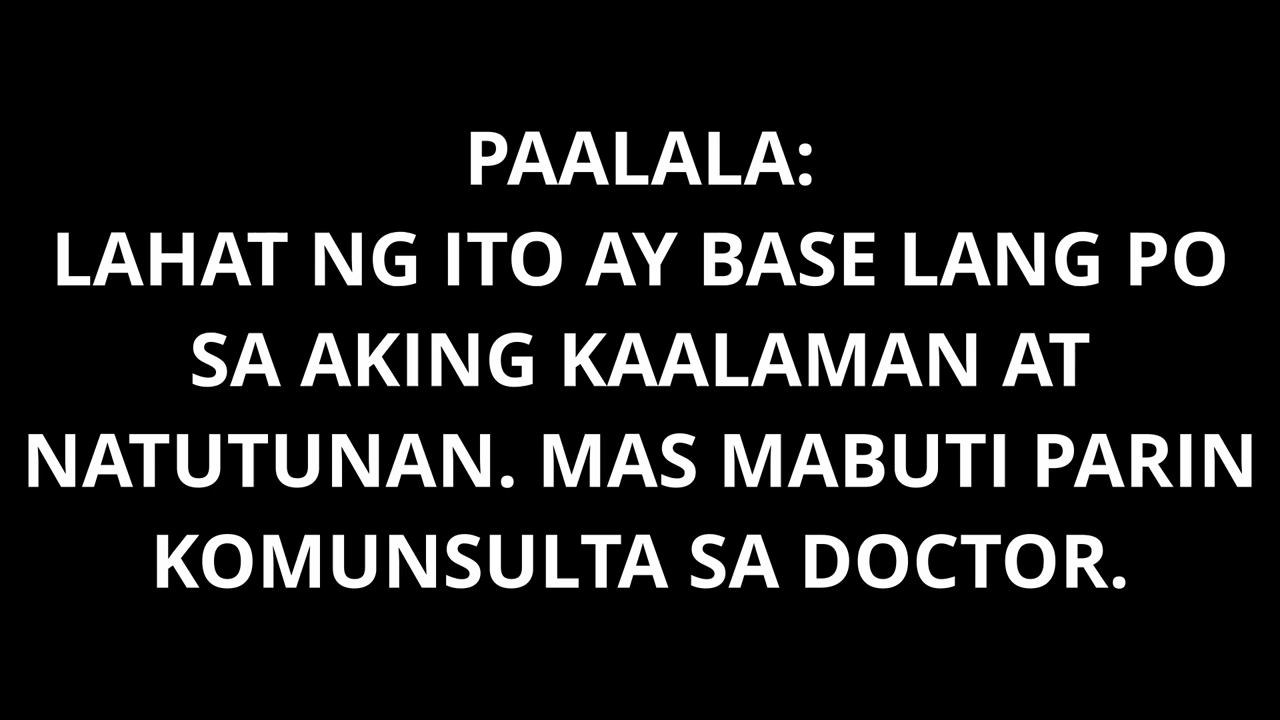 PAALALA:
LAHAT NG ITO AY BASE LANG PO
SA AKING KAALAMAN AT
NATUTUNAN. MAS MABUTI PARIN
KOMUNSULTA SA DOCTOR.